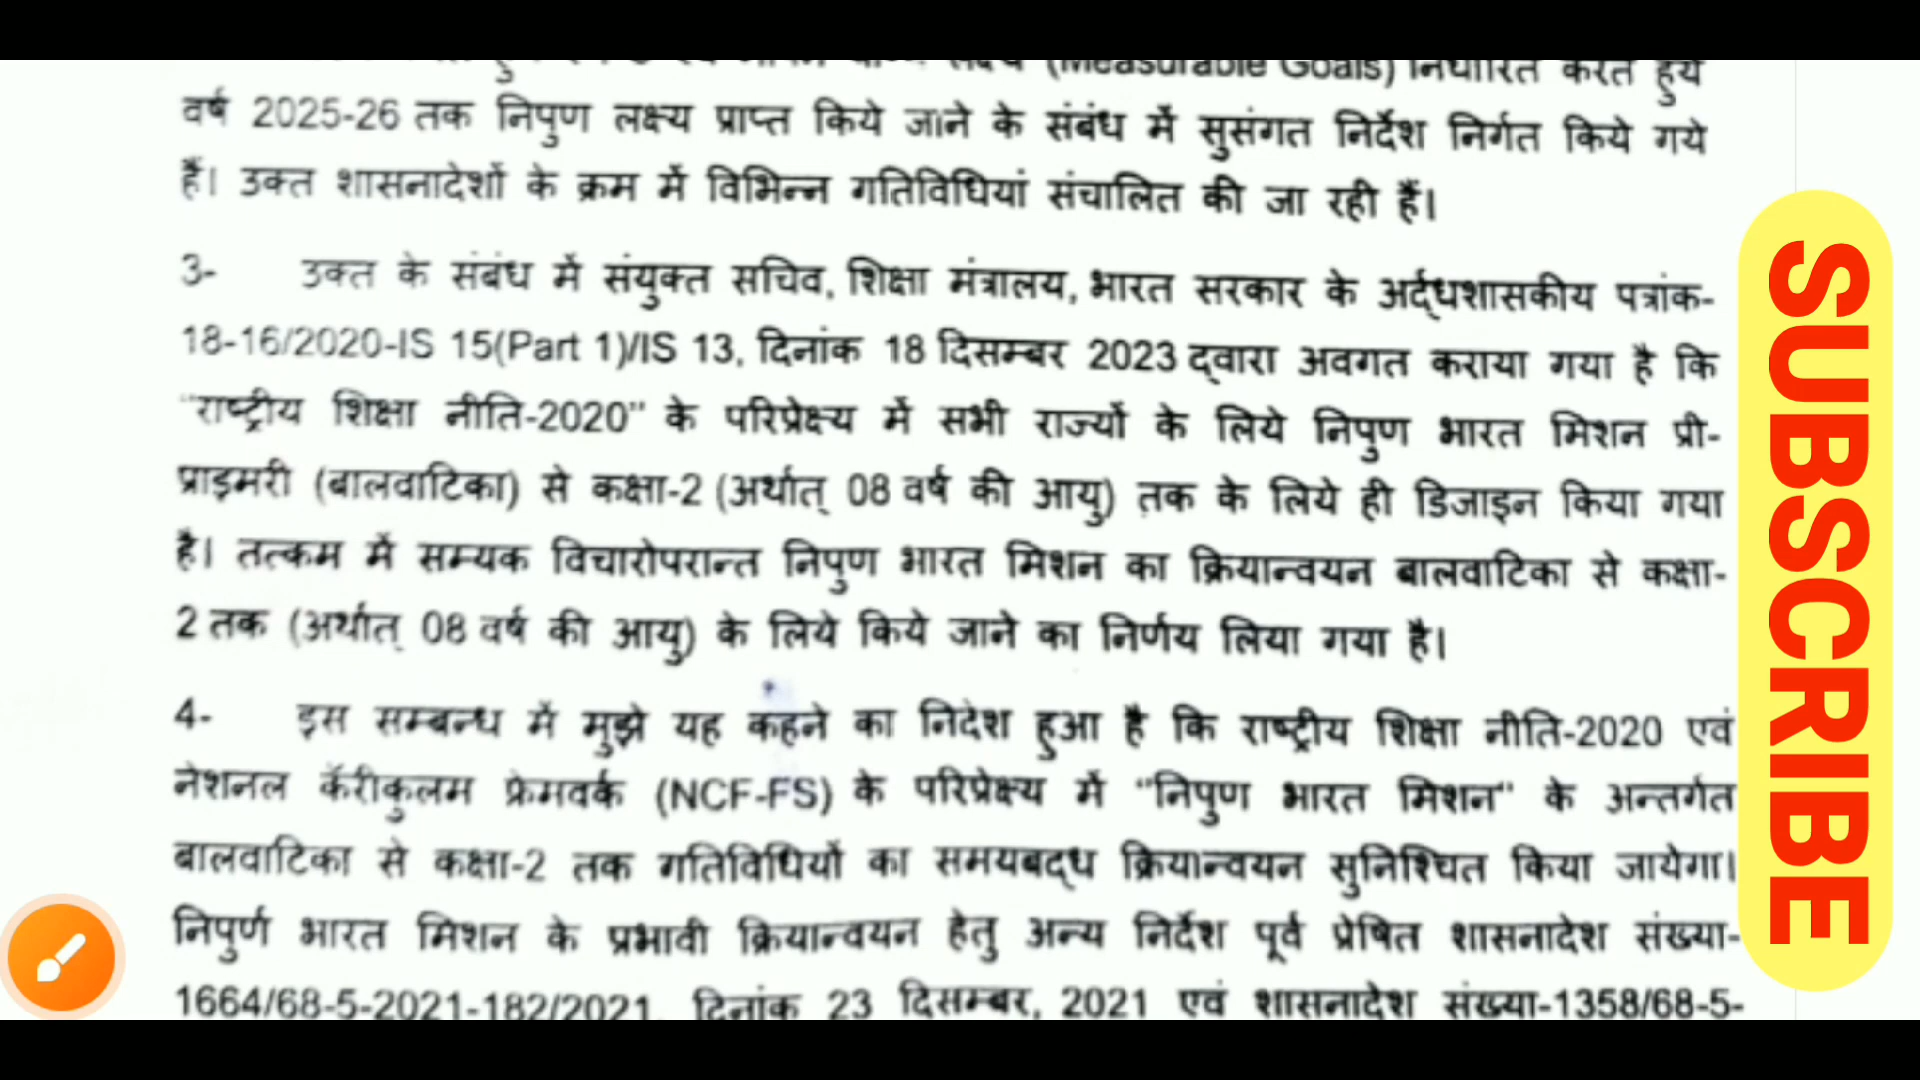 (Measurable Goals) निर्धारित करते हुये
वर्ष 2025-26 तक निपुण लक्ष्य प्राप्त किये जाने के संबंध में सुसंगत निर्देश निर्गत किये गये
हैं। उक्त शासनादेशों के क्रम में विभिन्न गतिविधियां संचालित की जा रही हैं।
3- उक्त के संबंध में संयुक्त सचिव, शिक्षा मंत्रालय, भारत सरकार के अर्द्धशासकीय पत्रांक-
18-16/2020-IS 15(Part 1)/IS 13, दिनांक 18 दिसम्बर 2023 द्वारा अवगत कराया गया है कि
"राष्ट्रीय शिक्षा नीति-2020" के परिप्रेक्ष्य में सभी राज्यों के लिये निपुण भारत मिशन प्री-
प्राइमरी (बालवाटिका) से कक्षा-2 (अर्थात् 08 वर्ष की आयु) तक के लिये ही डिजाइन किया गया
है। तत्कम में सम्यक विचारोपरान्त निपुण भारत मिशन का क्रियान्वयन बालवाटिका से कक्षा-
2 तक (अर्थात् 08 वर्ष की आयु) के लिये किये जाने का निर्णय लिया गया है।
4- इस सम्बन्ध में मुझे यह कहने का निदेश हुआ है कि राष्ट्रीय शिक्षा नीति-2020 एवं
नेशनल कॅरीकुलम फ्रेमवर्क (NCF-FS) के परिप्रेक्ष्य में "निपुण भारत मिशन" के अन्तर्गत
बालवाटिका से कक्षा-2 तक गतिविधियों का समयबद्ध क्रियान्वयन सुनिश्चित किया जायेगा।
निपुर्ण भारत मिशन के प्रभावी क्रियान्वयन हेतु अन्य निर्देश पूर्व प्रेषित शासनादेश संख्या-
1664/68-5-2021-182/2021, दिनांक 23 दिसम्बर, 2021 एवं शासनादेश संख्या-1358/68-5-
SUBSCRIBE